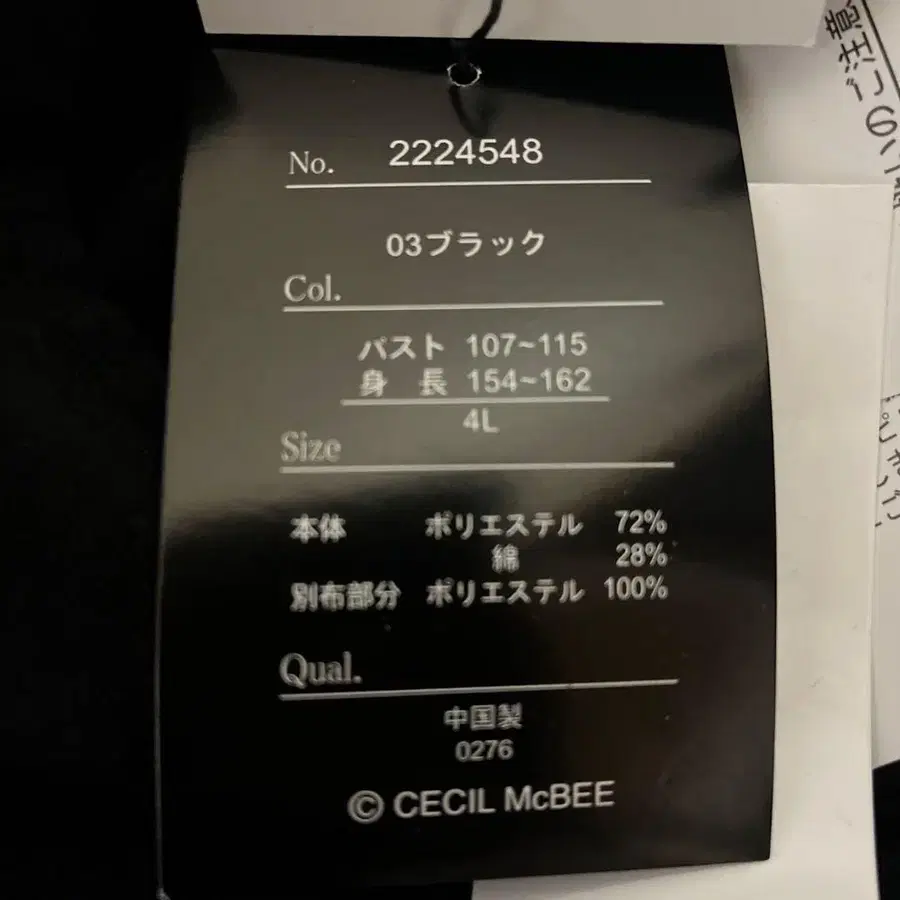 No. 2224548
03ブラック
Col.
バスト 107~115
身 長 154~162
4L
Size
本体 ポリエステル 72%
綿 28%
別布部分 ポリエステル 100%
Qual.
中国製
0276
© CECIL McBEE